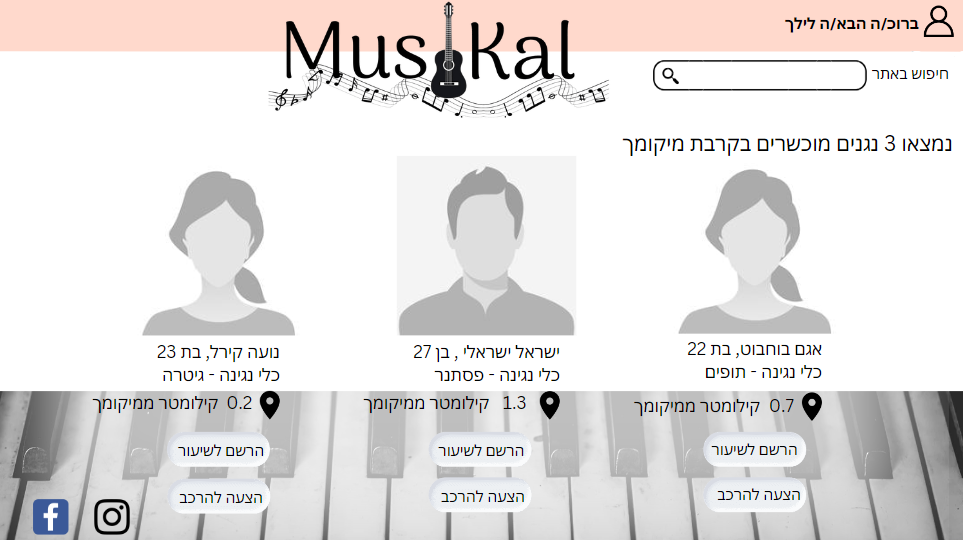 ברוכ/ה הבא/ה לילך
MusiKal
חיפוש באתר
נמצאו 3 נגנים מוכשרים בקרבת מיקומך
אגם בוחבוט, בת 22
כלי נגינה - תופים
0.7 קילומטר ממיקומך
הרשם לשיעור
הצעה להרכב
ישראל ישראלי , בן 27
כלי נגינה - פסתנר
1.3 קילומטר ממיקומך
הרשם לשיעור
הצעה להרכב
נועה קירל, בת 23
כלי נגינה - גיטרה
0.2 קילומטר ממיקומך
הרשם לשיעור
הצעה להרכב